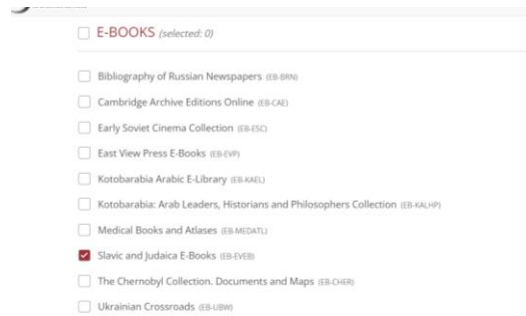 E-BOOKS (selected: 0)
Bibliography of Russian Newspapers (EB-BRN)
Cambridge Archive Editions Online (EB-CAE)
Early Soviet Cinema Collection (EB-ESC)
East View Press E-Books (EB-EVP)
Kotobarabia Arabic E-Library (EB-KAEL)
Kotobarabia: Arab Leaders, Historians and Philosophers Collection (EB-KALHP)
Medical Books and Atlases (EB-MEDATL)
Slavic and Judaica E-Books (EB-EVEB)
The Chernobyl Collection. Documents and Maps (EB-CHER)
Ukrainian Crossroads (EB-UBW)